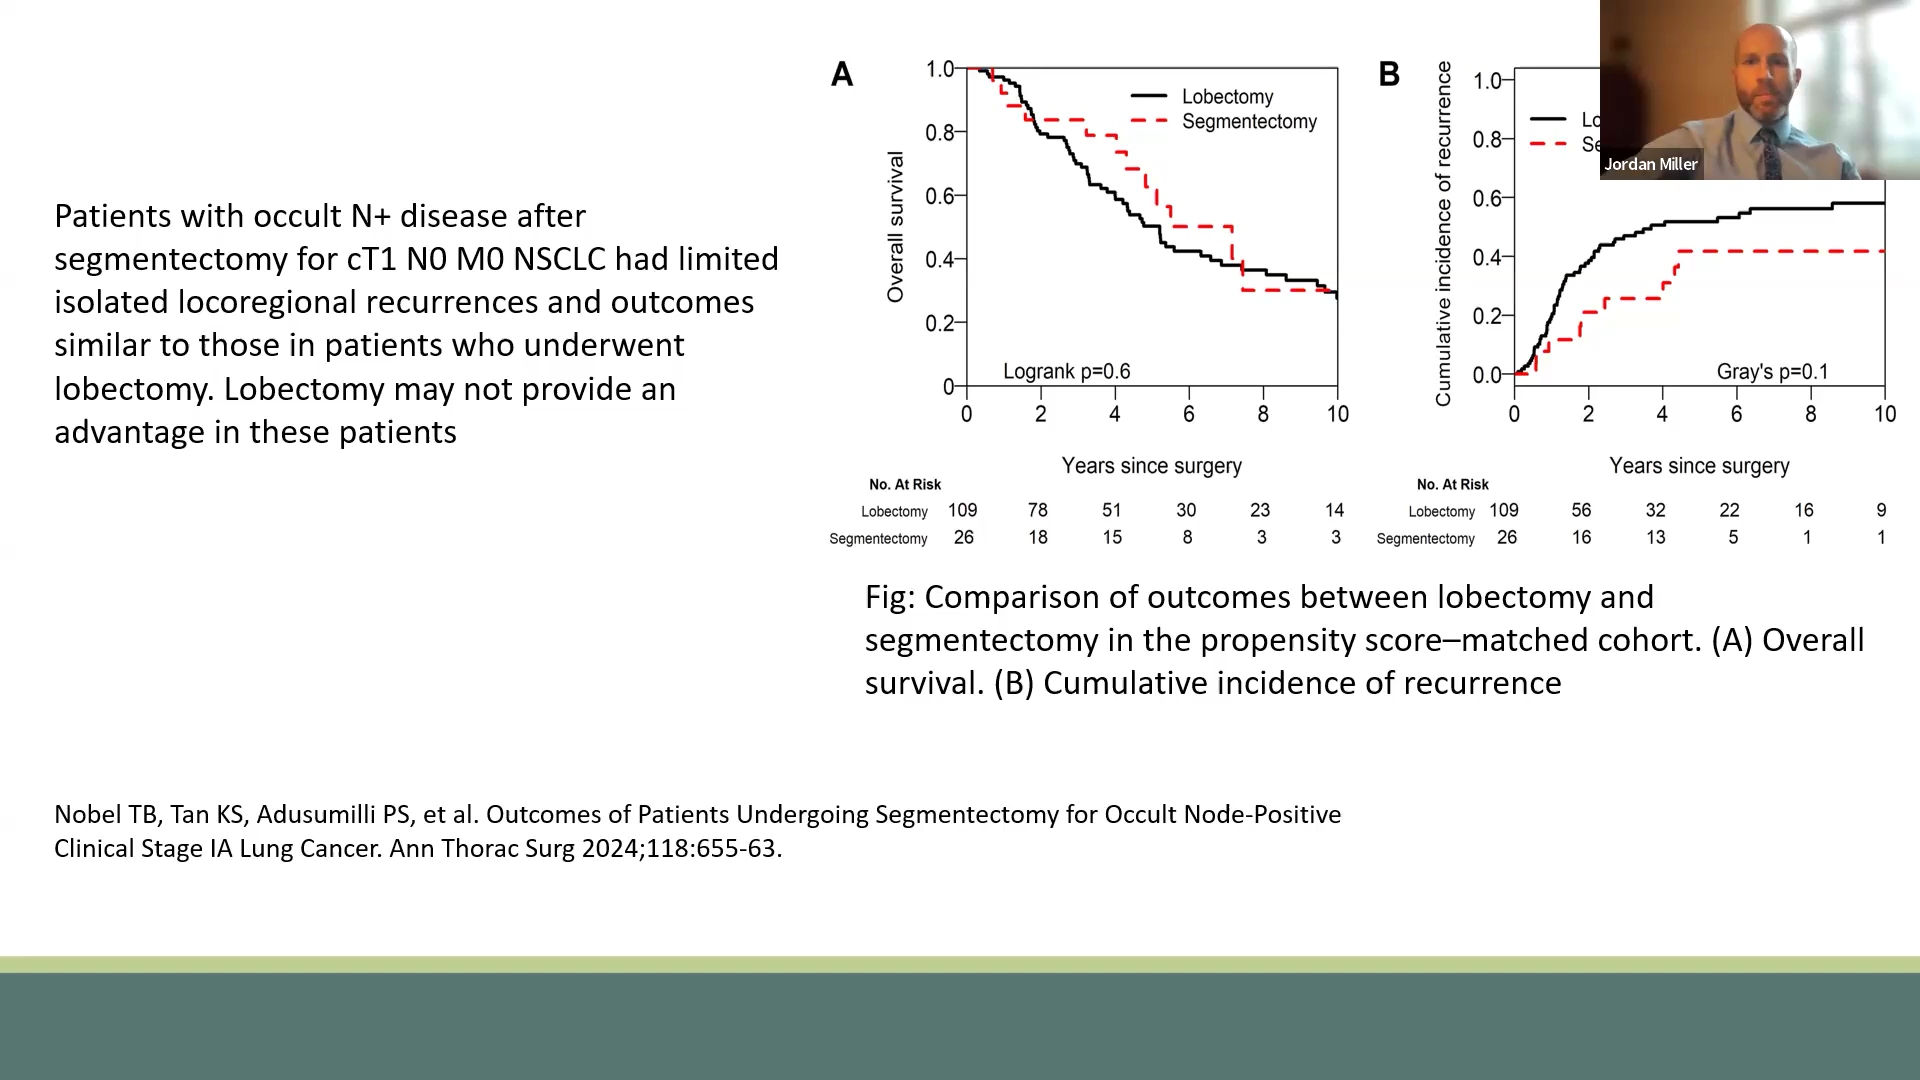 Patients with occult N+ disease after
segmentectomy for cT1 N0 M0 NSCLC had limited
isolated locoregional recurrences and outcomes
similar to those in patients who underwent
lobectomy. Lobectomy may not provide an
advantage in these patients
A
1.0
0.8
0.6
0.4
0.2
0
Overall survival
Lobectomy
Segmentectomy
Logrank p=0.6
0 2 4 6 8 10
Years since surgery
No. At Risk
Lobectomy 109 78 51 30 23 14
Segmentectomy 26 18 15 8 3 3
B
1.0
0.8
0.6
0.4
0.2
0.0
Cumulative incidence of recurrence
Gray's p=0.1
0 2 4 6 8 10
Years since surgery
No. At Risk
Lobectomy 109 56 32 22 16 9
Segmentectomy 26 16 13 5 1 1
Jordan Miller
Fig: Comparison of outcomes between lobectomy and
segmentectomy in the propensity score–matched cohort. (A) Overall
survival. (B) Cumulative incidence of recurrence
Nobel TB, Tan KS, Adusumilli PS, et al. Outcomes of Patients Undergoing Segmentectomy for Occult Node-Positive
Clinical Stage IA Lung Cancer. Ann Thorac Surg 2024;118:655-63.